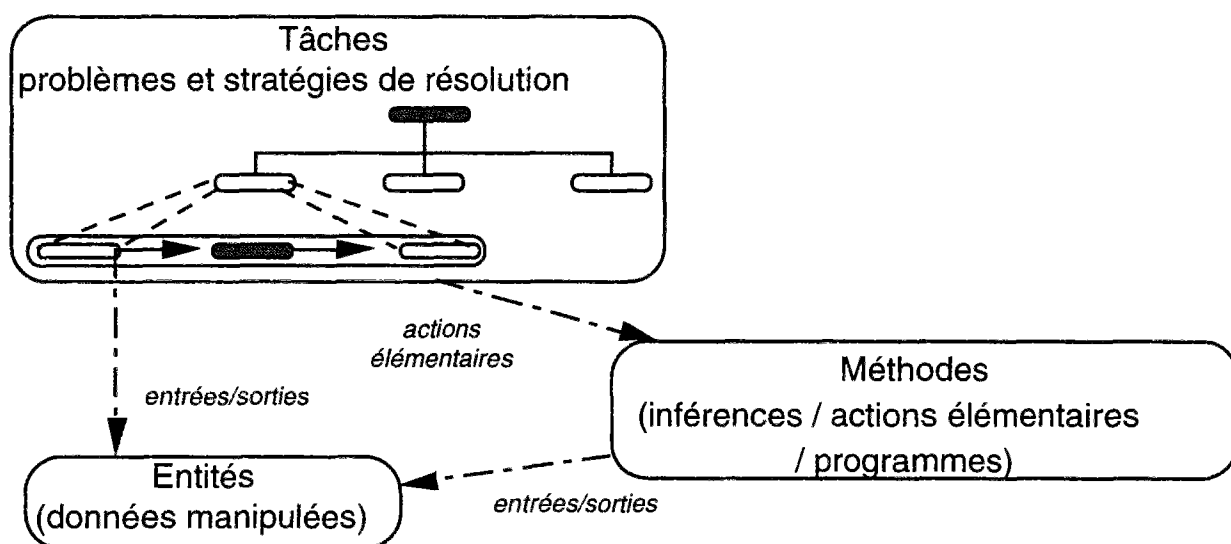 Tâches
problèmes et stratégies de résolution
actions
élémentaires
entrées/sorties
Méthodes
(inférences / actions élémentaires
/ programmes)
Entités
(données manipulées)
entrées/sorties